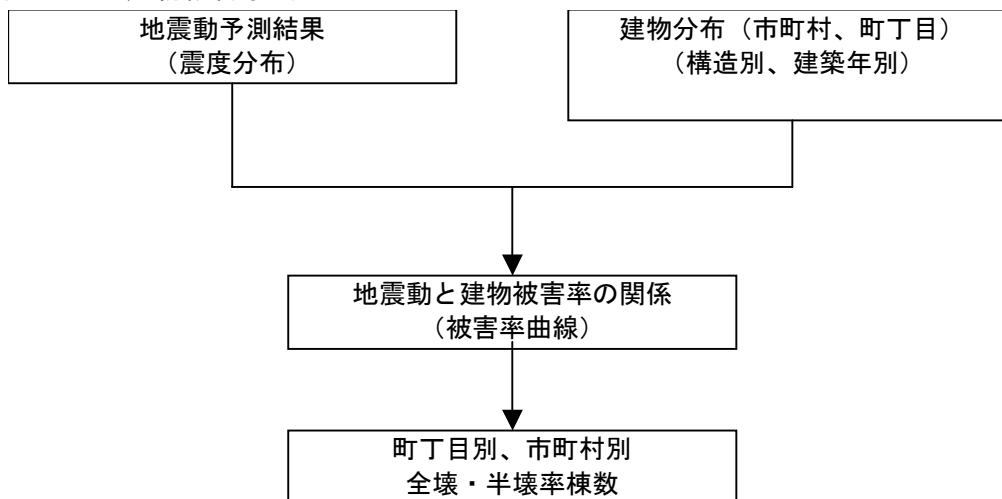 地震動予測結果
（震度分布）
建物分布（市町村、町丁目）
（構造別、建築年別）
地震動と建物被害率の関係
（被害率曲線）
町丁目別、市町村別
全壊・半壊率棟数